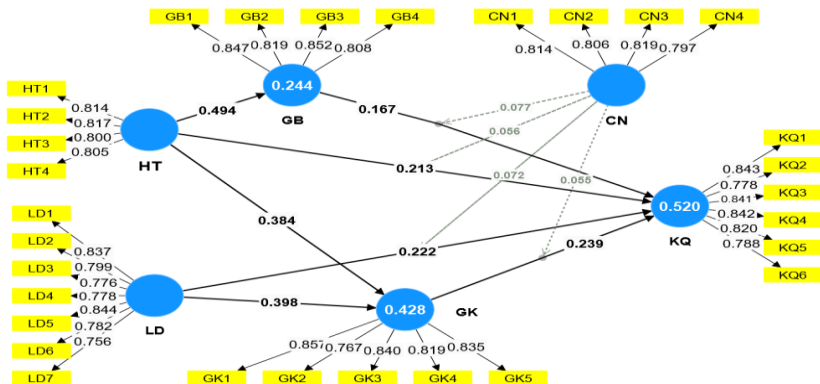 GB1
GB2
GB3
GB4
CN1
CN2
CN3
CN4
0.847
0.819
0.852
0.808
0.814
0.806
0.819
0.797
HT1
HT2
HT3
HT4
0.814
0.817
0.800
0.805
HT
0.494
0.244
GB
0.167
0.077
0.056
CN
0.213
0.072
0.055
KQ1
KQ2
KQ3
KQ4
KQ5
KQ6
0.843
0.778
0.841
0.842
0.820
0.788
0.520
KQ
0.384
0.222
0.239
LD1
LD2
LD3
LD4
LD5
LD6
LD7
0.837
0.799
0.776
0.778
0.844
0.782
0.756
LD
0.398
0.428
GK
0.857
0.767
0.840
0.819
0.835
GK1
GK2
GK3
GK4
GK5